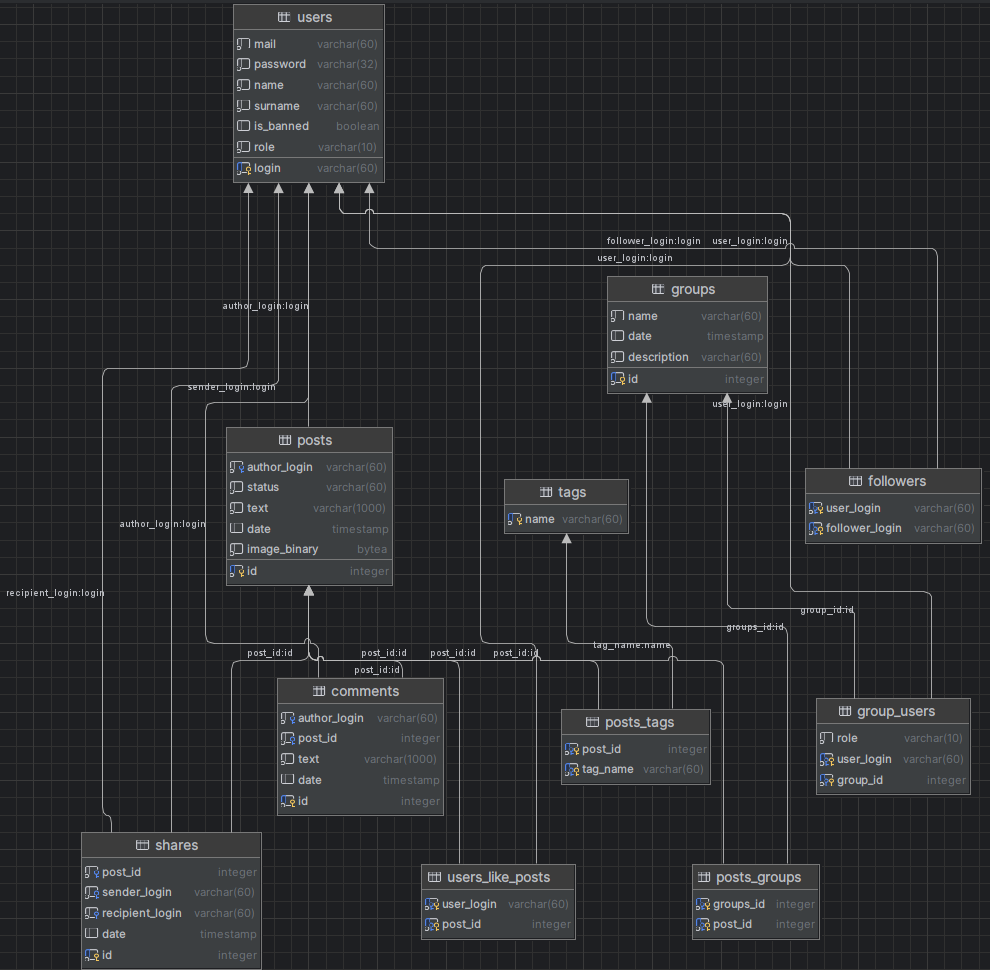 users
mail varchar(60)
password varchar(32)
name varchar(60)
surname varchar(60)
is_banned boolean
role varchar(10)
login varchar(60)
follower_login:login user_login:login
user_login:login
groups
name varchar(60)
date timestamp
description varchar(60)
id integer
author_login:login
sender_login:login
user_login:login
posts
author_login varchar(60)
status varchar(60)
text varchar(1000)
date timestamp
image_binary bytea
id integer
tags
name varchar(60)
followers
user_login varchar(60)
follower_login varchar(60)
author_login:login
recipient_login:login
group_id:id
groups_id:id
tag_name:name
post_id:id post_id:id post_id:id post_id:id
post_id:id
comments
author_login varchar(60)
post_id integer
text varchar(1000)
date timestamp
id integer
posts_tags
post_id integer
tag_name varchar(60)
group_users
role varchar(10)
user_login varchar(60)
group_id integer
shares
post_id integer
sender_login varchar(60)
recipient_login varchar(60)
date timestamp
id integer
users_like_posts
user_login varchar(60)
post_id integer
posts_groups
groups_id integer
post_id integer